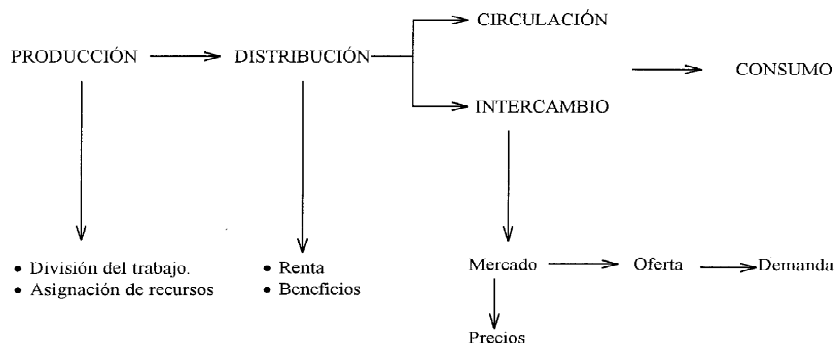 CIRCULACIÓN
PRODUCCIÓN DISTRIBUCIÓN CONSUMO
INTERCAMBIO
• División del trabajo. • Renta Mercado Oferta Demanda
• Asignación de recursos • Beneficios
Precios